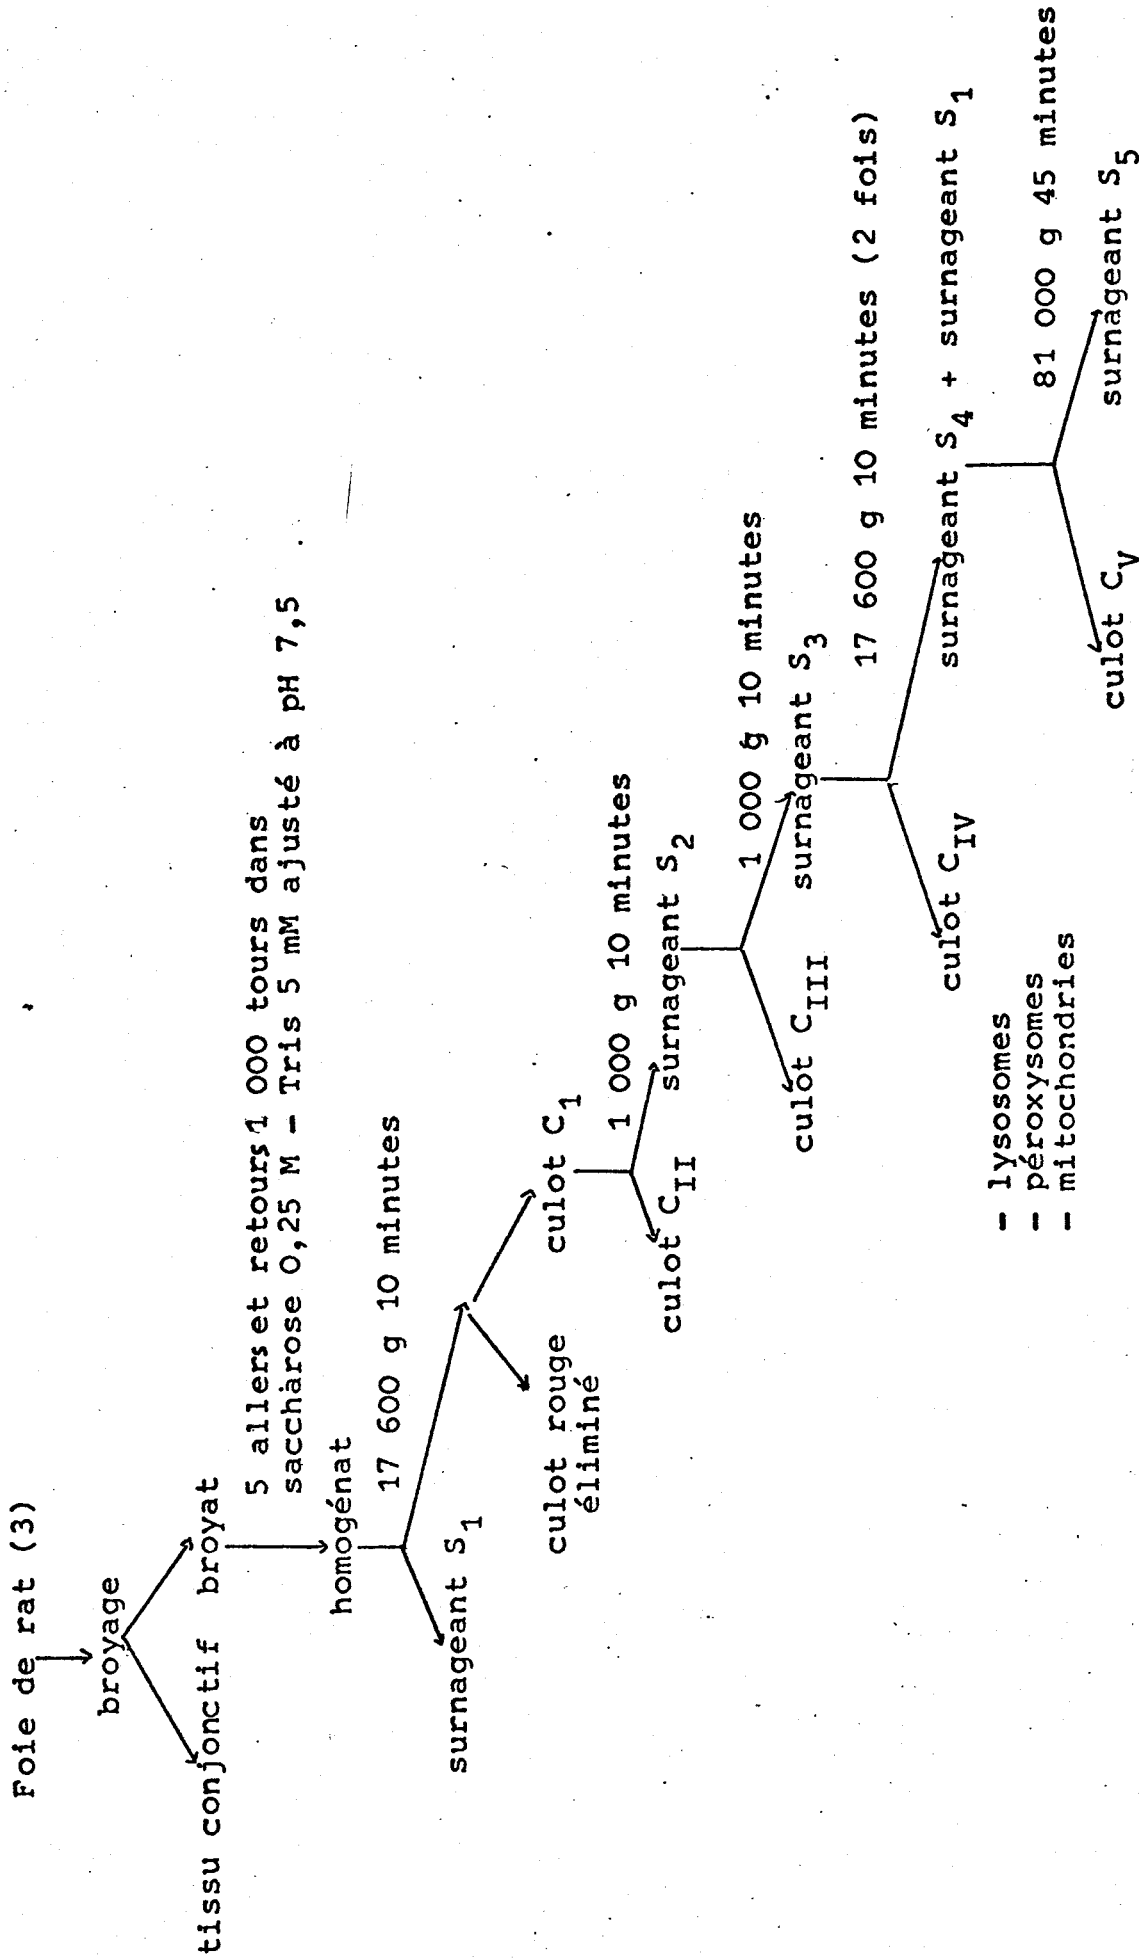 Foie de rat (3)
broyage
tissu conjonctif broyat
5 allers et retours 1 000 tours dans
saccharose 0,25 M - Tris 5 mM ajusté à pH 7,5
homogénat
17 600 g 10 minutes
surnageant S1
culot rouge
éliminé
culot C1
1 000 g 10 minutes
culot CII surnageant S2
1 000 g 10 minutes
culot CIII surnageant S3
17 600 g 10 minutes (2 fois)
culot CIV surnageant S4 + surnageant S1
- lysosomes
- péroxysomes
- mitochondries
81 000 g 45 minutes
culot CV surnageant S5